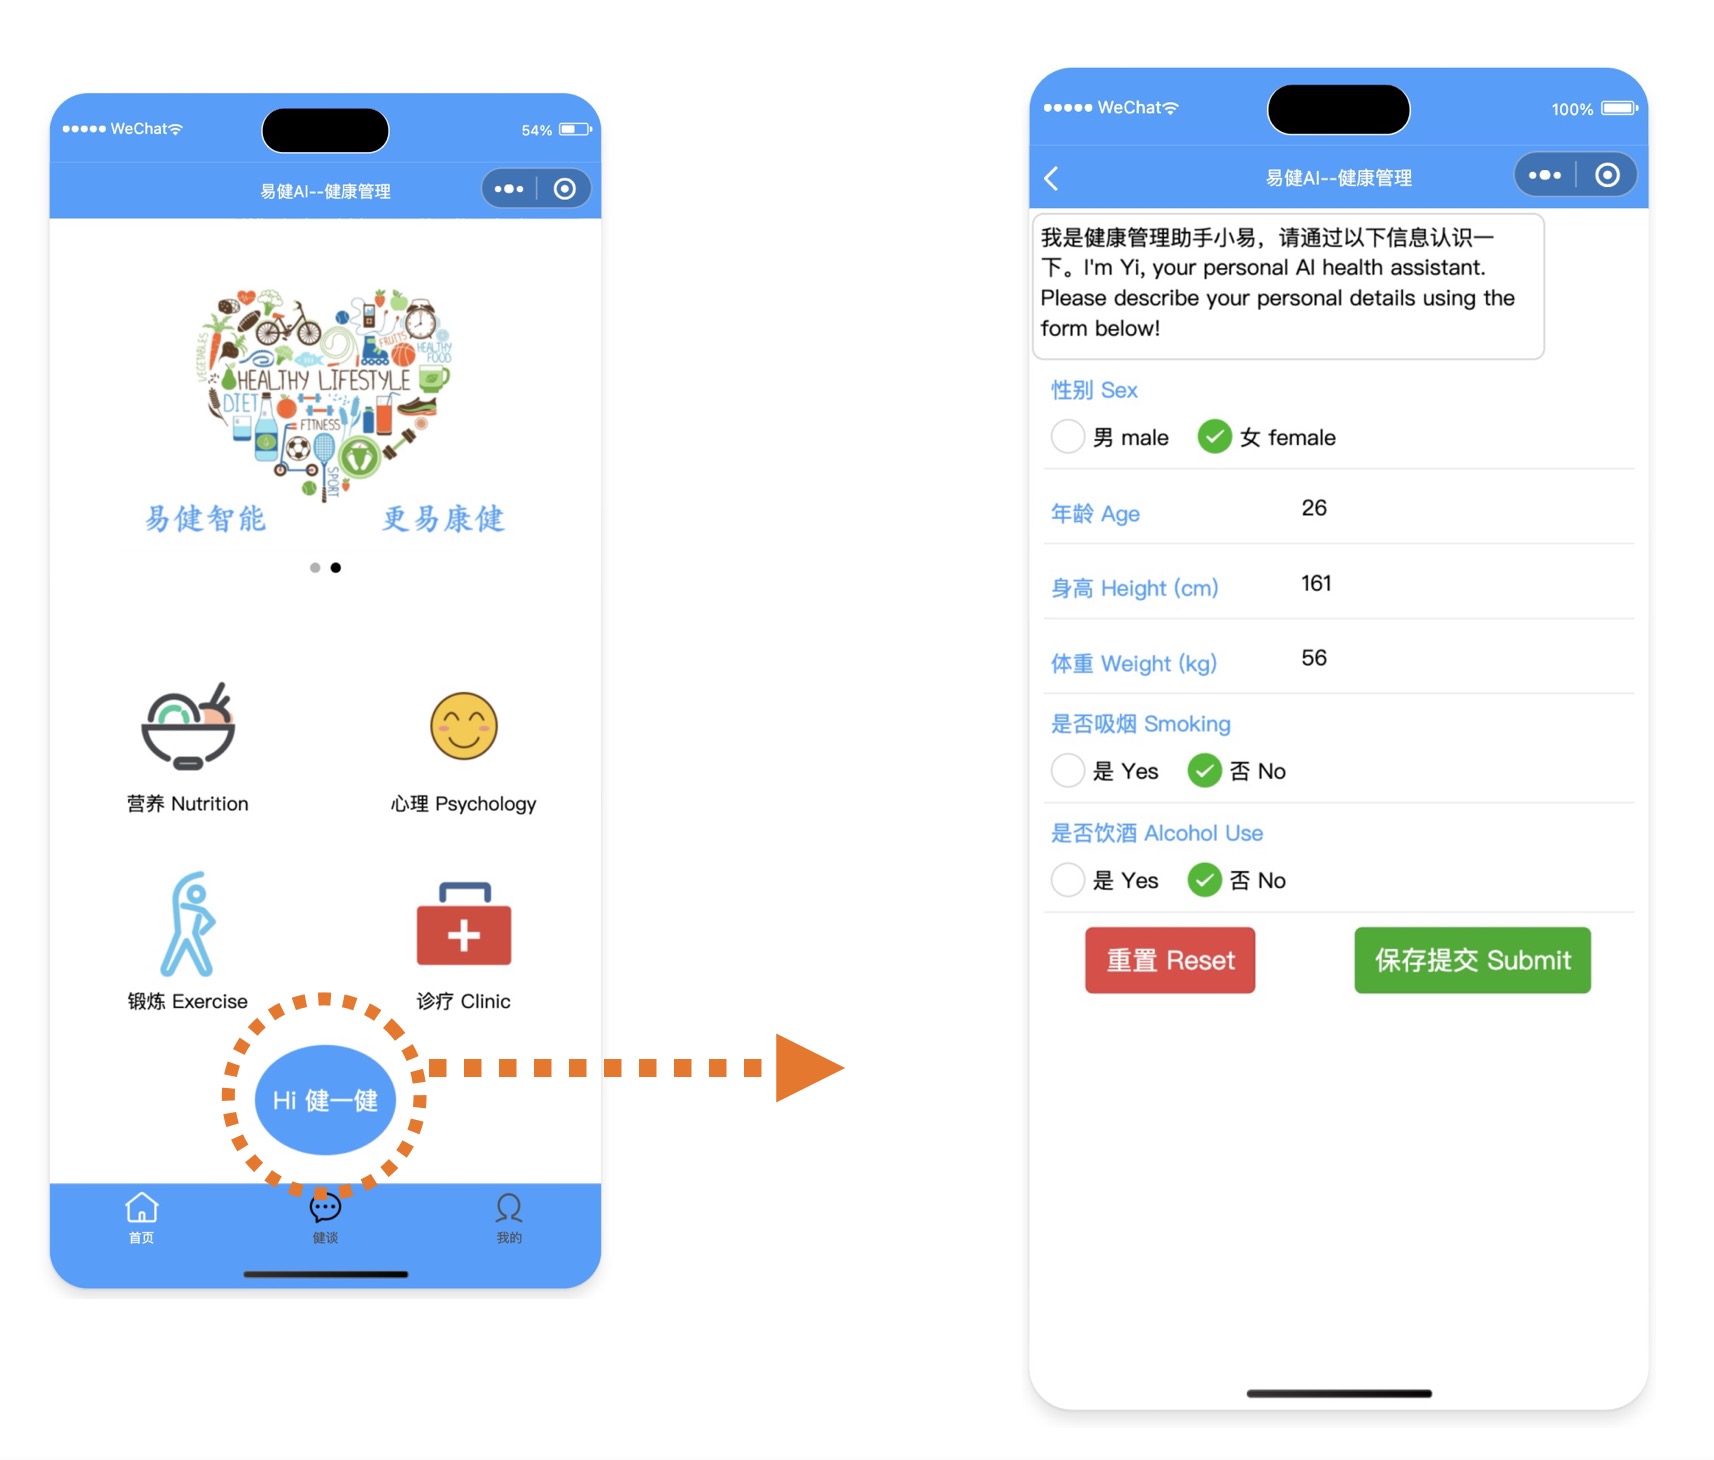 WeChat
54%
易健AI--健康管理
VEGETABLES
FRUITS
HEALTHY
FOOD
HEALTHY LIFESTYLE
DIET
FITNESS
SPORT
易健智能
更易康健
营养 Nutrition
心理 Psychology
锻炼 Exercise
诊疗 Clinic
Hi 健一健
首页
健谈
我的
WeChat
100%
易健AI--健康管理
我是健康管理助手小易，请通过以下信息认识一
下。I'm Yi, your personal AI health assistant.
Please describe your personal details using the
form below!
性别 Sex
男 male
女 female
年龄 Age
26
身高 Height (cm)
161
体重 Weight (kg)
56
是否吸烟 Smoking
是 Yes
否 No
是否饮酒 Alcohol Use
是 Yes
否 No
重置 Reset
保存提交 Submit